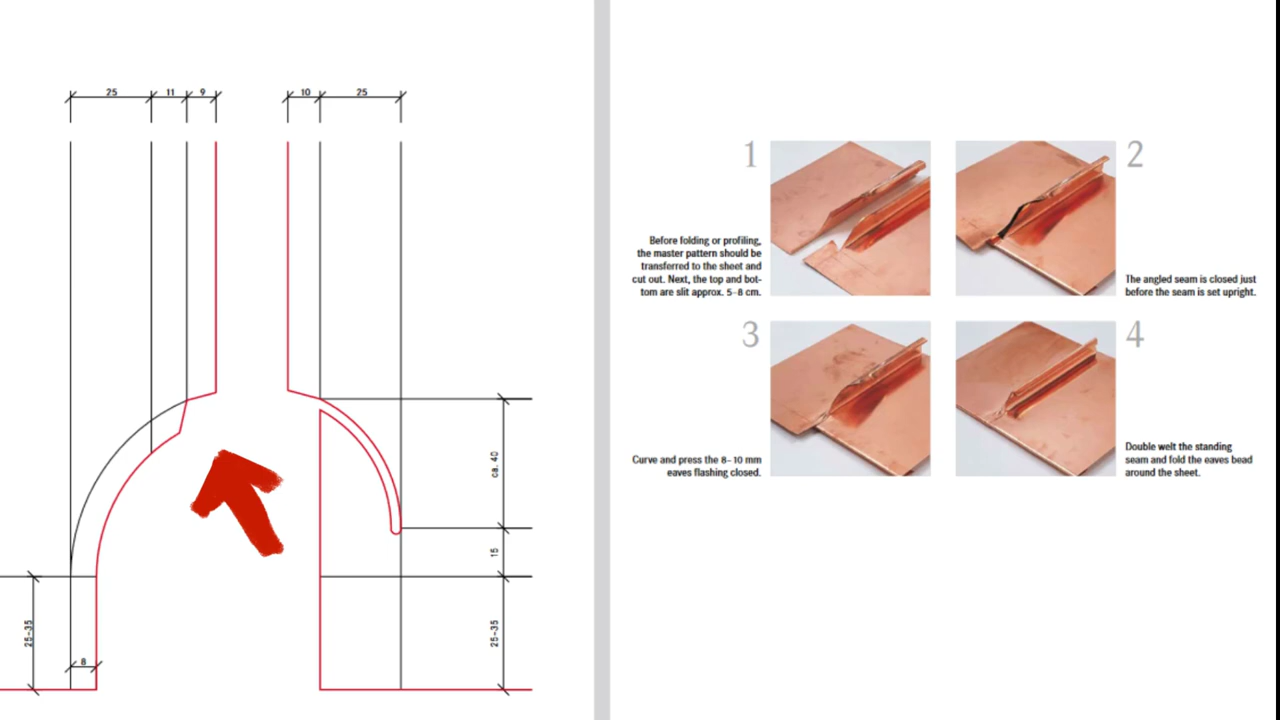 25 11 9 10 25
ca. 40
15
25-35
25-35
8
1
Before folding or profiling,
the master pattern should be
transferred to the sheet and
cut out. Next, the top and bot-
tom are slit approx. 5–8 cm.
2
The angled seam is closed just
before the seam is set upright.
3
Curve and press the 8–10 mm
eaves flashing closed.
4
Double welt the standing
seam and fold the eaves bead
around the sheet.